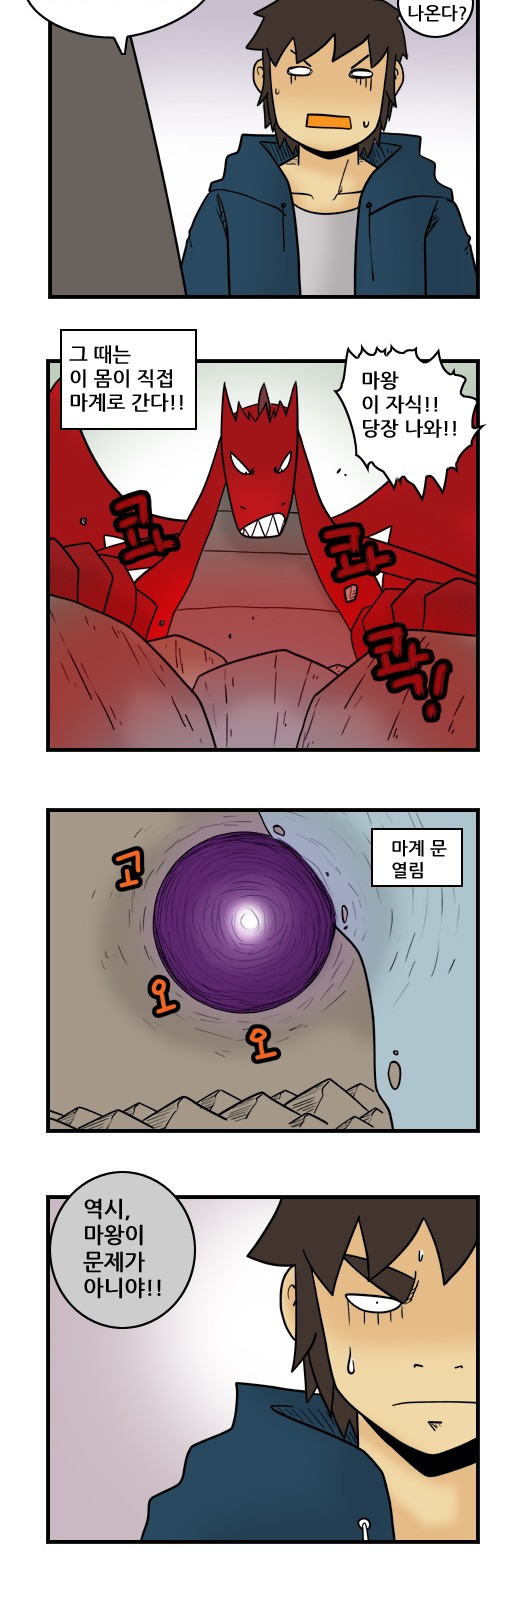 나온다?
그 때는
이 몸이 직접
마계로 간다!!
마왕
이 자식!!
당장 나와!!
콰
콰
콱!
마계 문
열림
고
오
오
역시,
마왕이
문제가
아니야!!